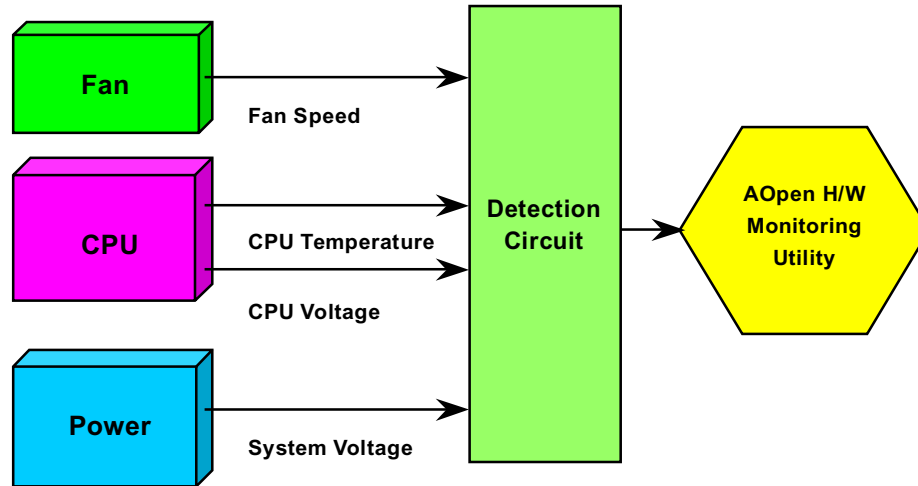 Fan
Fan Speed
CPU
CPU Temperature
CPU Voltage
Power
System Voltage
Detection
Circuit
AOpen H/W
Monitoring
Utility